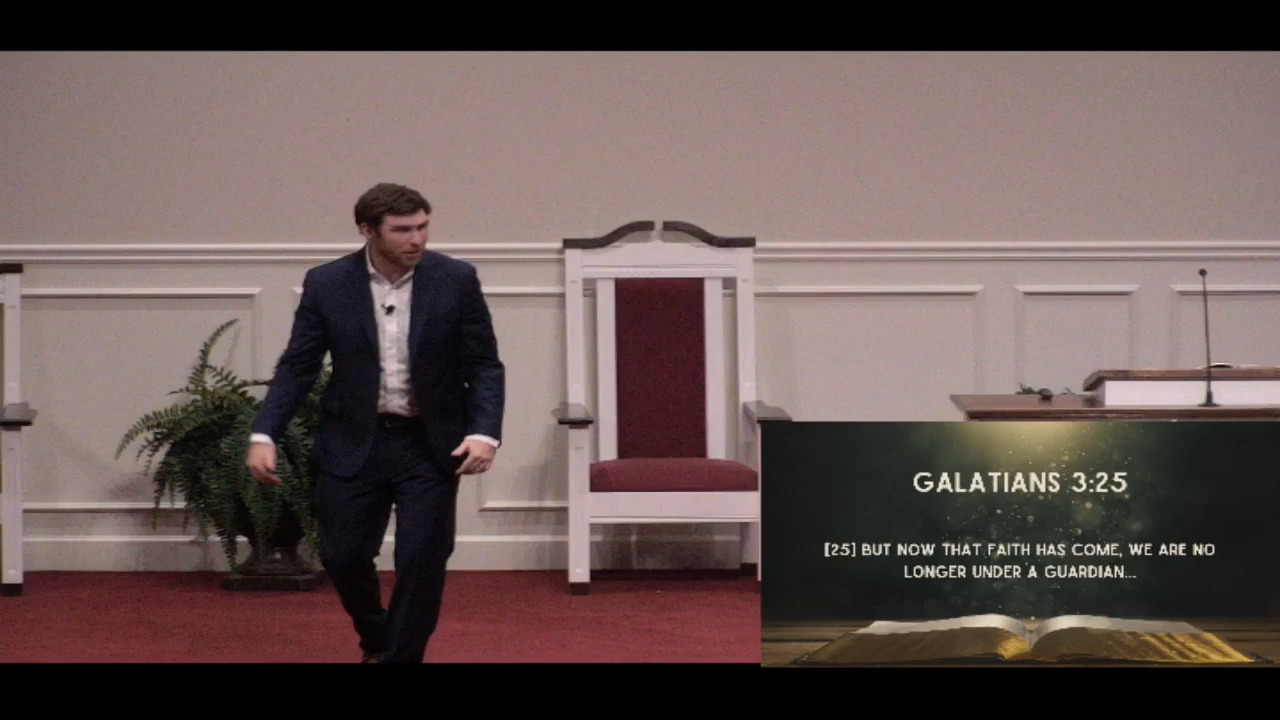 GALATIANS 3:25
[25] BUT NOW THAT FAITH HAS COME, WE ARE NO
LONGER UNDER A GUARDIAN...